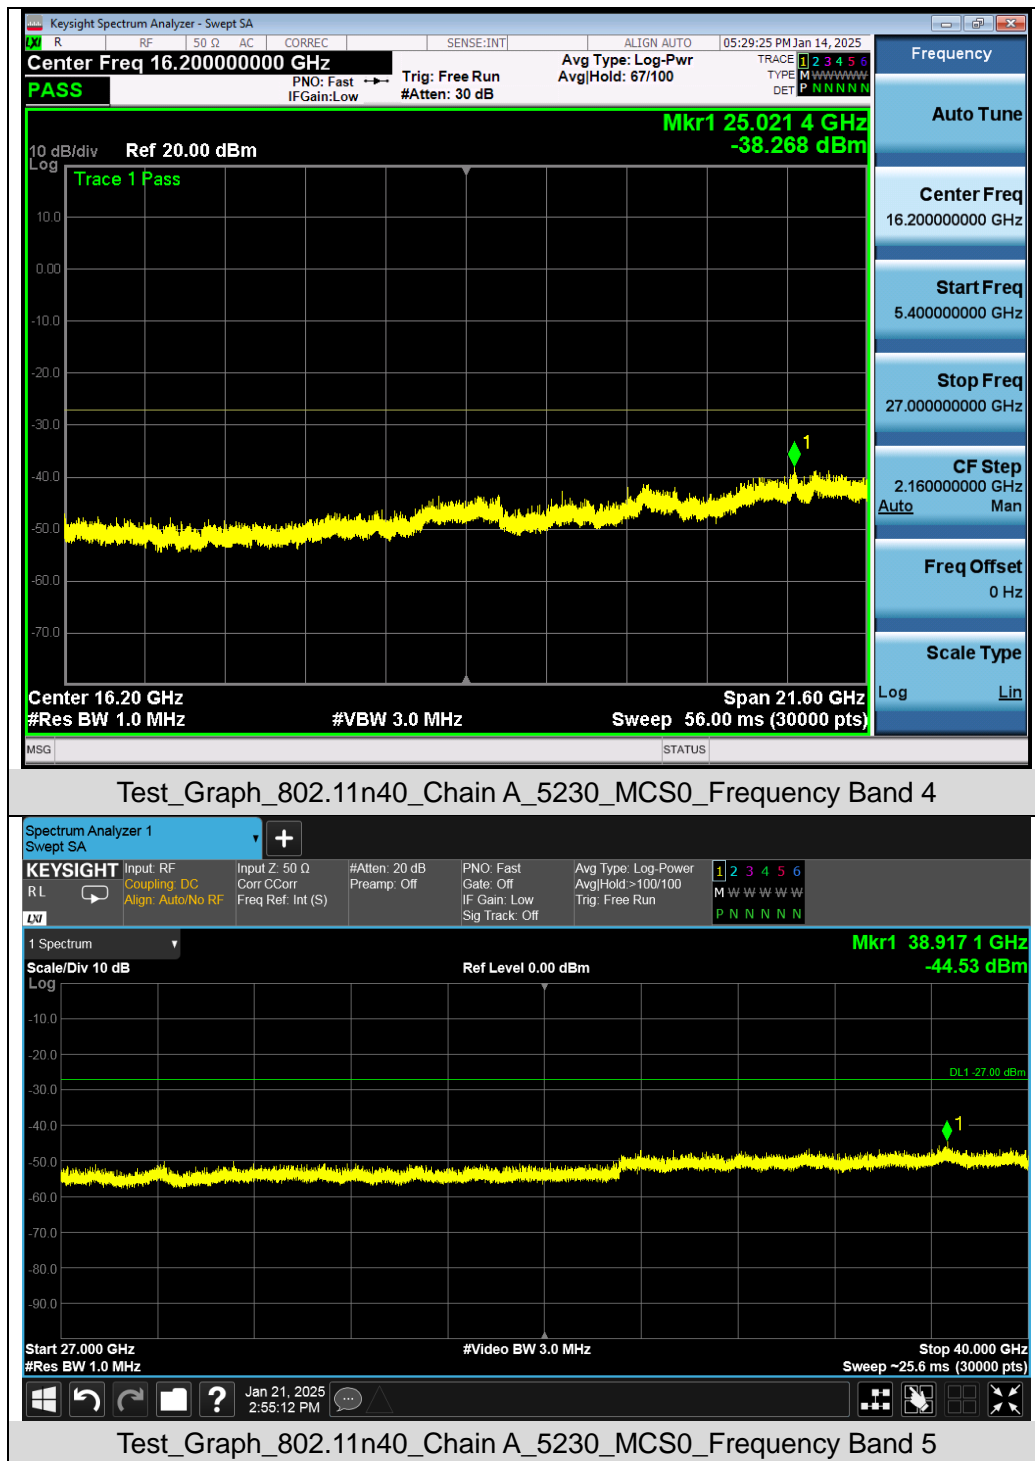 Keysight Spectrum Analyzer - Swept SA
LXI R RF 50 Ω AC CORREC SENSE:INT ALIGN AUTO 05:29:25 PM Jan 14, 2025
Center Freq 16.200000000 GHz
PASS
PNO: Fast
IFGain:Low
Trig: Free Run
#Atten: 30 dB
Avg Type: Log-Pwr
Avg|Hold: 67/100
TRACE 1 2 3 4 5 6
TYPE M W W W W W
DET P N N N N N
Mkr1 25.021 4 GHz
-38.268 dBm
10 dB/div Ref 20.00 dBm
Log
Trace 1 Pass
10.0
0.00
-10.0
-20.0
-30.0
1
-40.0
-50.0
-60.0
-70.0
Center 16.20 GHz Span 21.60 GHz
#Res BW 1.0 MHz #VBW 3.0 MHz Sweep 56.00 ms (30000 pts)
MSG STATUS
Frequency
Auto Tune
Center Freq
16.200000000 GHz
Start Freq
5.400000000 GHz
Stop Freq
27.000000000 GHz
CF Step
2.160000000 GHz
Auto Man
Freq Offset
0 Hz
Scale Type
Log Lin
Test_Graph_802.11n40_Chain A_5230_MCS0_Frequency Band 4
Spectrum Analyzer 1
Swept SA
+
KEYSIGHT
RL
LXI
Input: RF
Coupling: DC
Align: Auto/No RF
Input Z: 50 Ω
Corr CCorr
Freq Ref: Int (S)
#Atten: 20 dB
Preamp: Off
PNO: Fast
Gate: Off
IF Gain: Low
Sig Track: Off
Avg Type: Log-Power
Avg|Hold:>100/100
Trig: Free Run
1 2 3 4 5 6
M W W W W W
P N N N N N
1 Spectrum
Mkr1 38.917 1 GHz
Scale/Div 10 dB Ref Level 0.00 dBm -44.53 dBm
Log
-10.0
-20.0
DL1 -27.00 dBm
-30.0
-40.0
1
-50.0
-60.0
-70.0
-80.0
-90.0
Start 27.000 GHz #Video BW 3.0 MHz Stop 40.000 GHz
#Res BW 1.0 MHz Sweep ~25.6 ms (30000 pts)
?
Jan 21, 2025
2:55:12 PM
Test_Graph_802.11n40_Chain A_5230_MCS0_Frequency Band 5